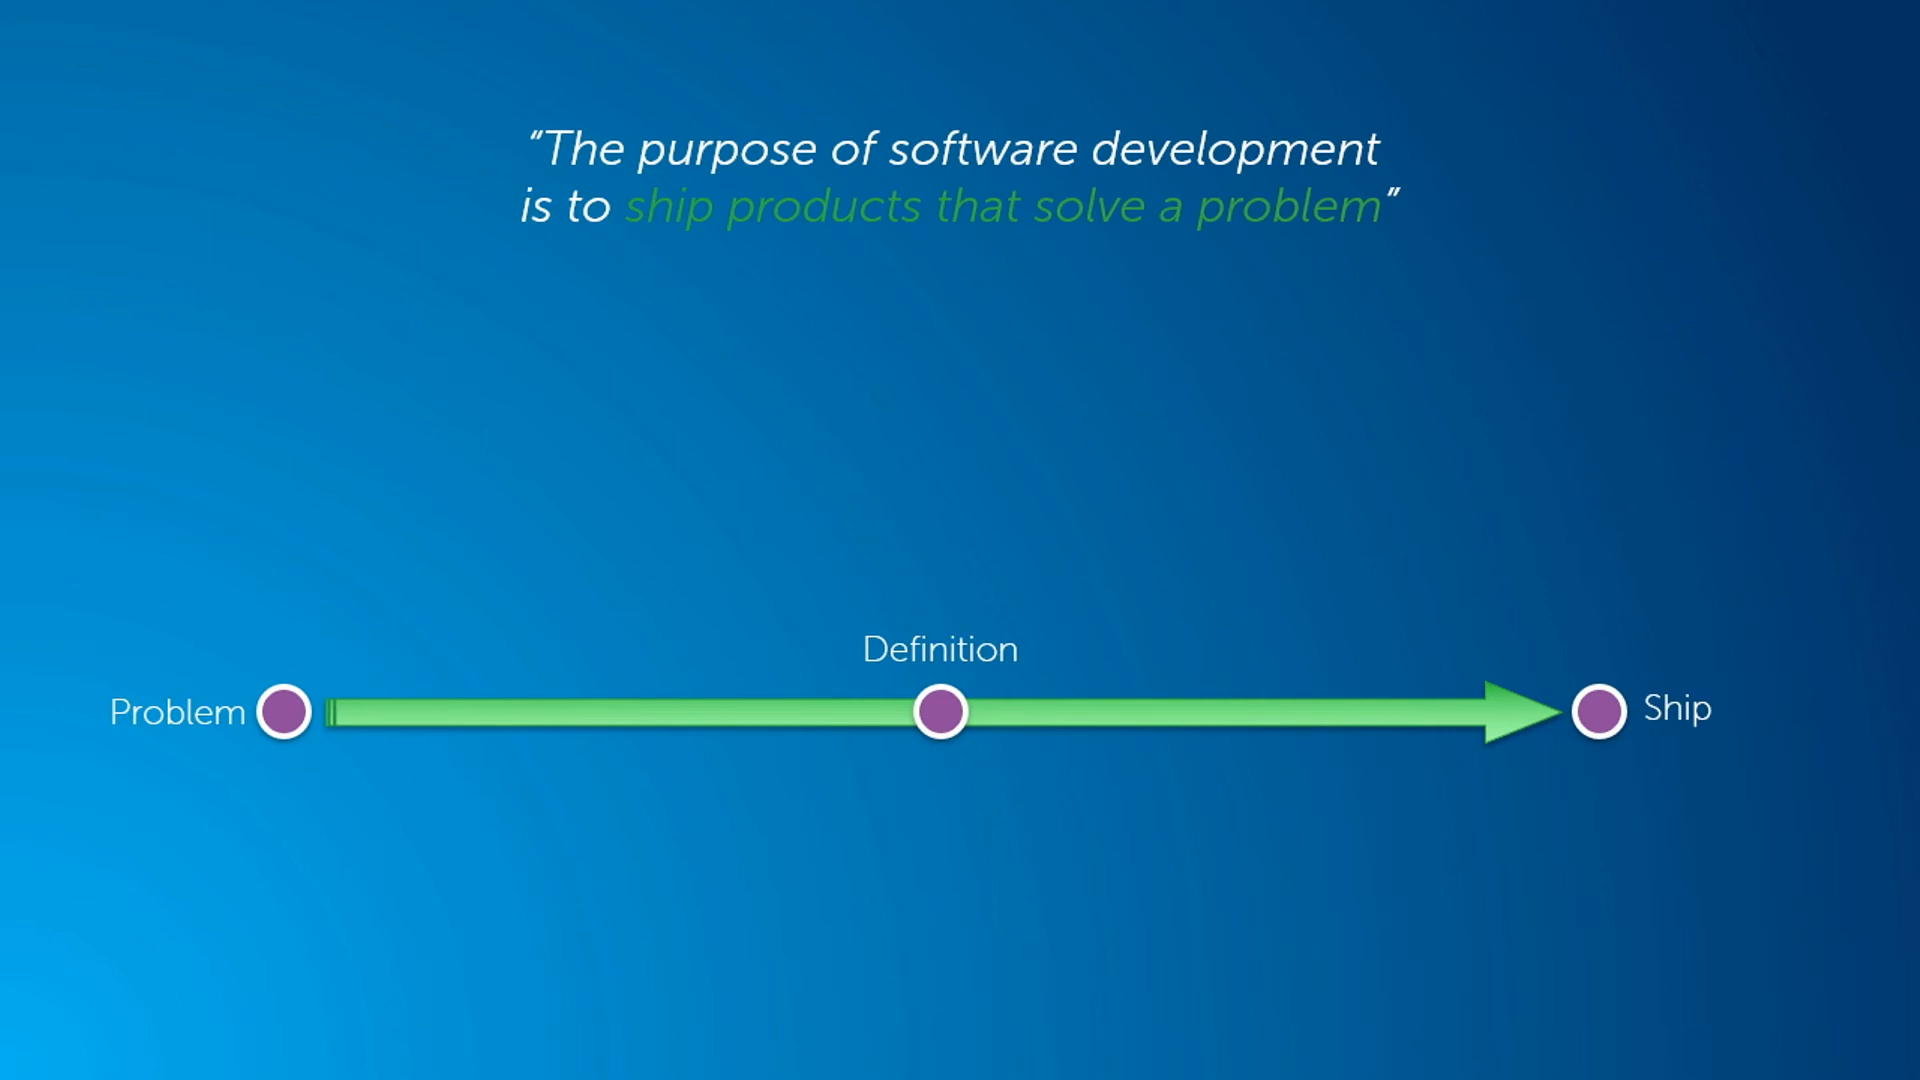 "The purpose of software development
is to ship products that solve a problem"
Definition
Problem
Ship